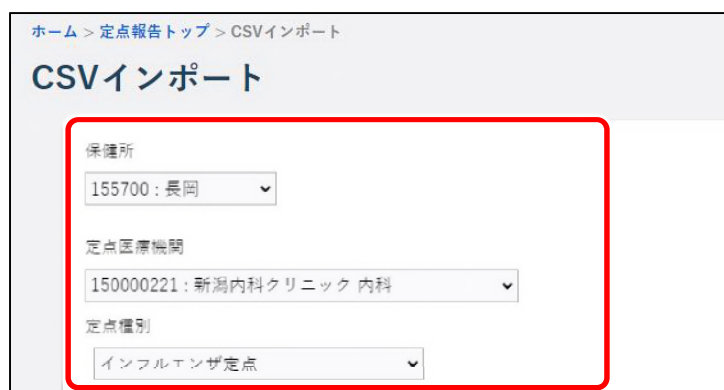 ホーム > 定点報告トップ > CSVインポート
CSVインポート
保健所
155700 : 長岡
定点医療機関
150000221 : 新潟内科クリニック 内科
定点種別
インフルエンザ定点